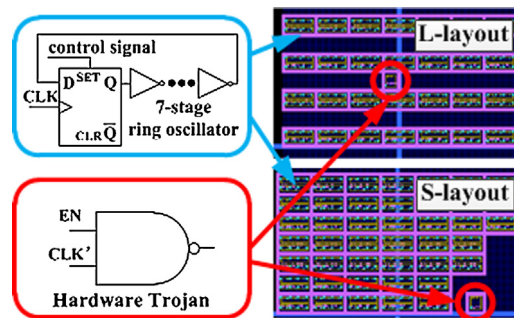 control signal
D SET Q
CLK
CLR Q̅
7-stage
ring oscillator
L-layout
S-layout
EN
CLK'
Hardware Trojan